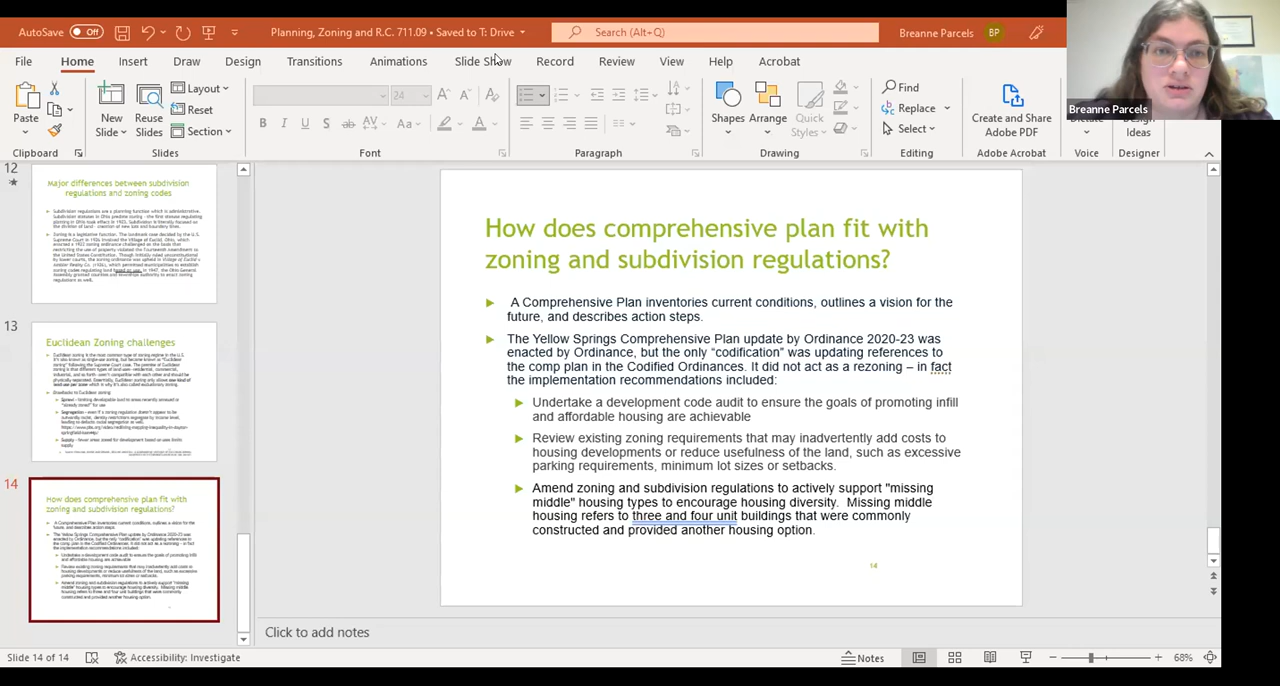 AutoSave Off Planning, Zoning and R.C. 711.09 • Saved to T: Drive Search (Alt+Q) Breanne Parcels BP
File Home Insert Draw Design Transitions Animations Slide Show Record Review View Help Acrobat
Paste New Slide Reuse Slides Layout Reset Section 24 Shapes Arrange Quick Styles Find Replace Select Create and Share Adobe PDF Dictate Design Ideas
Clipboard Slides Font Paragraph Drawing Editing Adobe Acrobat Voice Designer
Breanne Parcels
12
Major differences between subdivision
regulations and zoning codes
13
Euclidean Zoning challenges
14
How does comprehensive plan fit with
zoning and subdivision regulations?
How does comprehensive plan fit with
zoning and subdivision regulations?
A Comprehensive Plan inventories current conditions, outlines a vision for the
future, and describes action steps.
The Yellow Springs Comprehensive Plan update by Ordinance 2020-23 was
enacted by Ordinance, but the only “codification” was updating references to
the comp plan in the Codified Ordinances. It did not act as a rezoning – in fact
the implementation recommendations included:
Undertake a development code audit to ensure the goals of promoting infill
and affordable housing are achievable
Review existing zoning requirements that may inadvertently add costs to
housing developments or reduce usefulness of the land, such as excessive
parking requirements, minimum lot sizes or setbacks.
Amend zoning and subdivision regulations to actively support "missing
middle" housing types to encourage housing diversity. Missing middle
housing refers to three and four unit buildings that were commonly
constructed and provided another housing option.
14
Click to add notes
Slide 14 of 14 Accessibility: Investigate Notes 68%